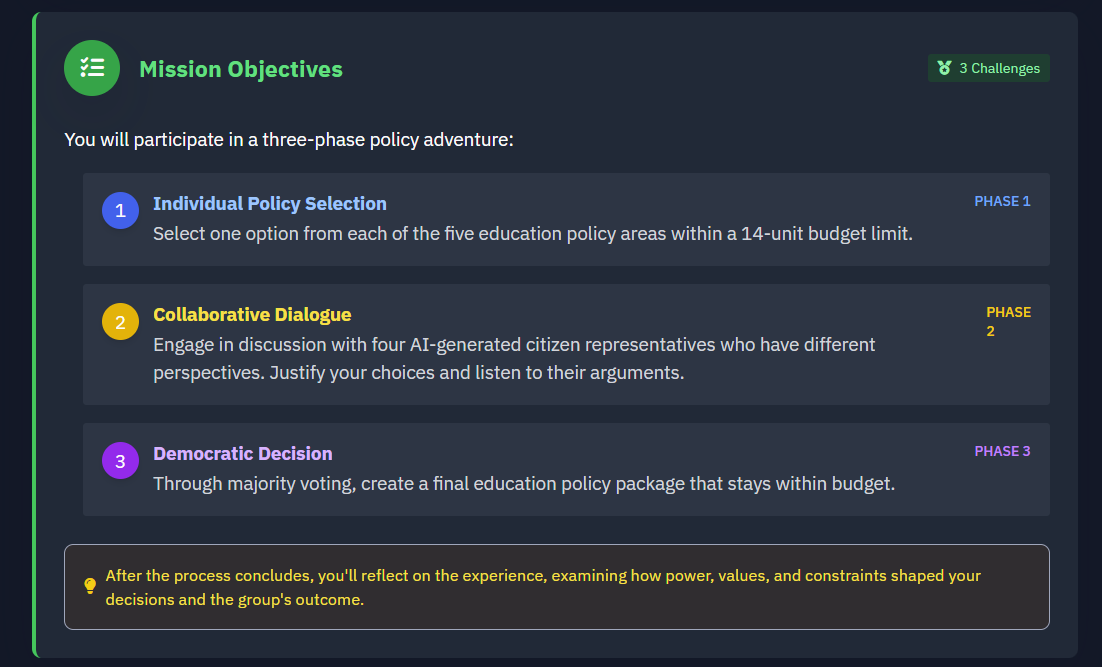 Mission Objectives
3 Challenges
You will participate in a three-phase policy adventure:
1
Individual Policy Selection
PHASE 1
Select one option from each of the five education policy areas within a 14-unit budget limit.
2
Collaborative Dialogue
PHASE
2
Engage in discussion with four AI-generated citizen representatives who have different
perspectives. Justify your choices and listen to their arguments.
3
Democratic Decision
PHASE 3
Through majority voting, create a final education policy package that stays within budget.
After the process concludes, you'll reflect on the experience, examining how power, values, and constraints shaped your
decisions and the group's outcome.